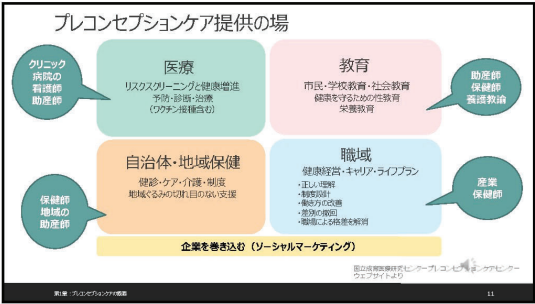 プレコンセプションケア提供の場
クリニック
病院の
看護師
助産師
医療
リスクスクリーニングと健康増進
予防・診断・治療
(ワクチン接種含む)
教育
市民・学校教育・社会教育
健康を守るための性教育
栄養教育
助産師
保健師
養護教諭
自治体・地域保健
健診・ケア・介護・制度
地域ぐるみの切れ目のない支援
保健師
地域の
助産師
職域
健康経営・キャリア・ライフプラン
・正しい理解
・制度設計
・働き方の改善
・差別の撤回
・職場による格差を解消
産業
保健師
企業を巻き込む(ソーシャルマーケティング)
国立成育医療研究センタープレコンセプションケアセンター
ウェブサイトより
第1章:プレコンセプションケアの概要
11